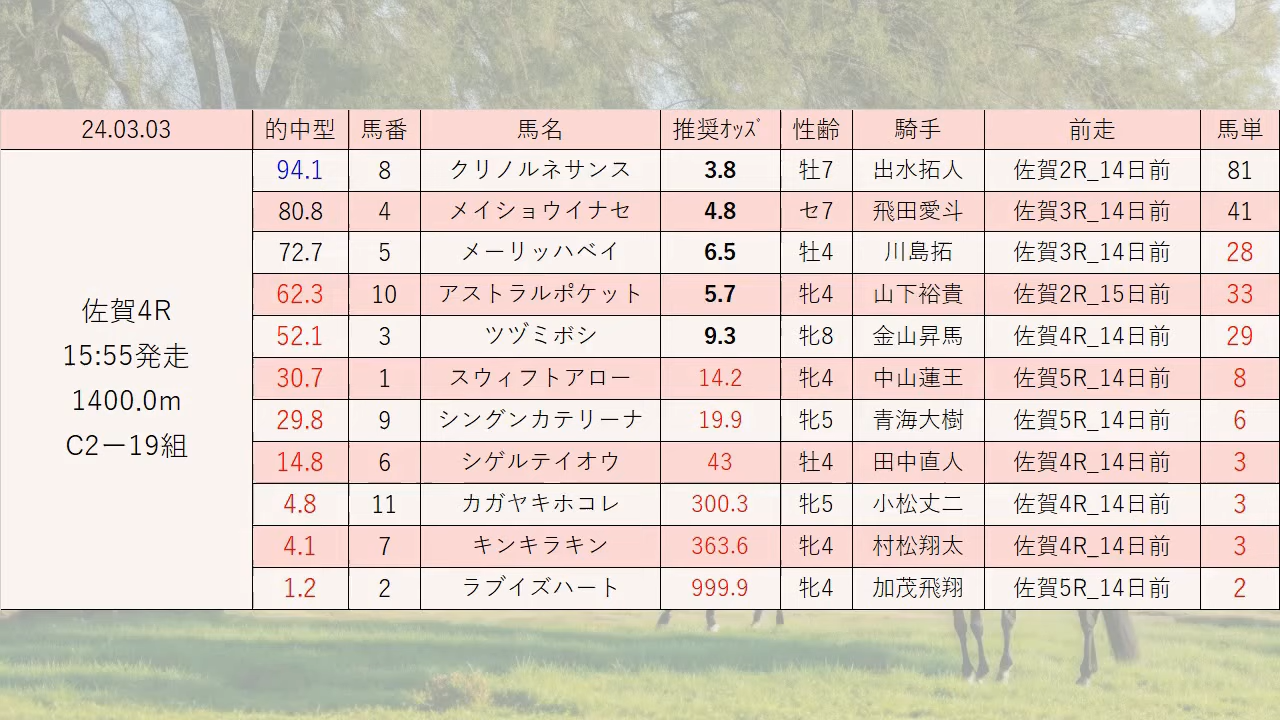 24.03.03 的中型 馬番 馬名 推奨ｵｯｽﾞ 性齢 騎手 前走 馬単
佐賀4R
15:55発走
1400.0m
C2ー19組
94.1 8 クリノルネサンス 3.8 牡7 出水拓人 佐賀2R_14日前 81
80.8 4 メイショウイナセ 4.8 セ7 飛田愛斗 佐賀3R_14日前 41
72.7 5 メーリッハベイ 6.5 牡4 川島拓 佐賀3R_14日前 28
62.3 10 アストラルポケット 5.7 牝4 山下裕貴 佐賀2R_15日前 33
52.1 3 ツヅミボシ 9.3 牝8 金山昇馬 佐賀4R_14日前 29
30.7 1 スウィフトアロー 14.2 牝4 中山蓮王 佐賀5R_14日前 8
29.8 9 シングンカテリーナ 19.9 牝5 青海大樹 佐賀5R_14日前 6
14.8 6 シゲルテイオウ 43 牡4 田中直人 佐賀4R_14日前 3
4.8 11 カガヤキホコレ 300.3 牝5 小松丈二 佐賀4R_14日前 3
4.1 7 キンキラキン 363.6 牝4 村松翔太 佐賀4R_14日前 3
1.2 2 ラブイズハート 999.9 牝4 加茂飛翔 佐賀5R_14日前 2